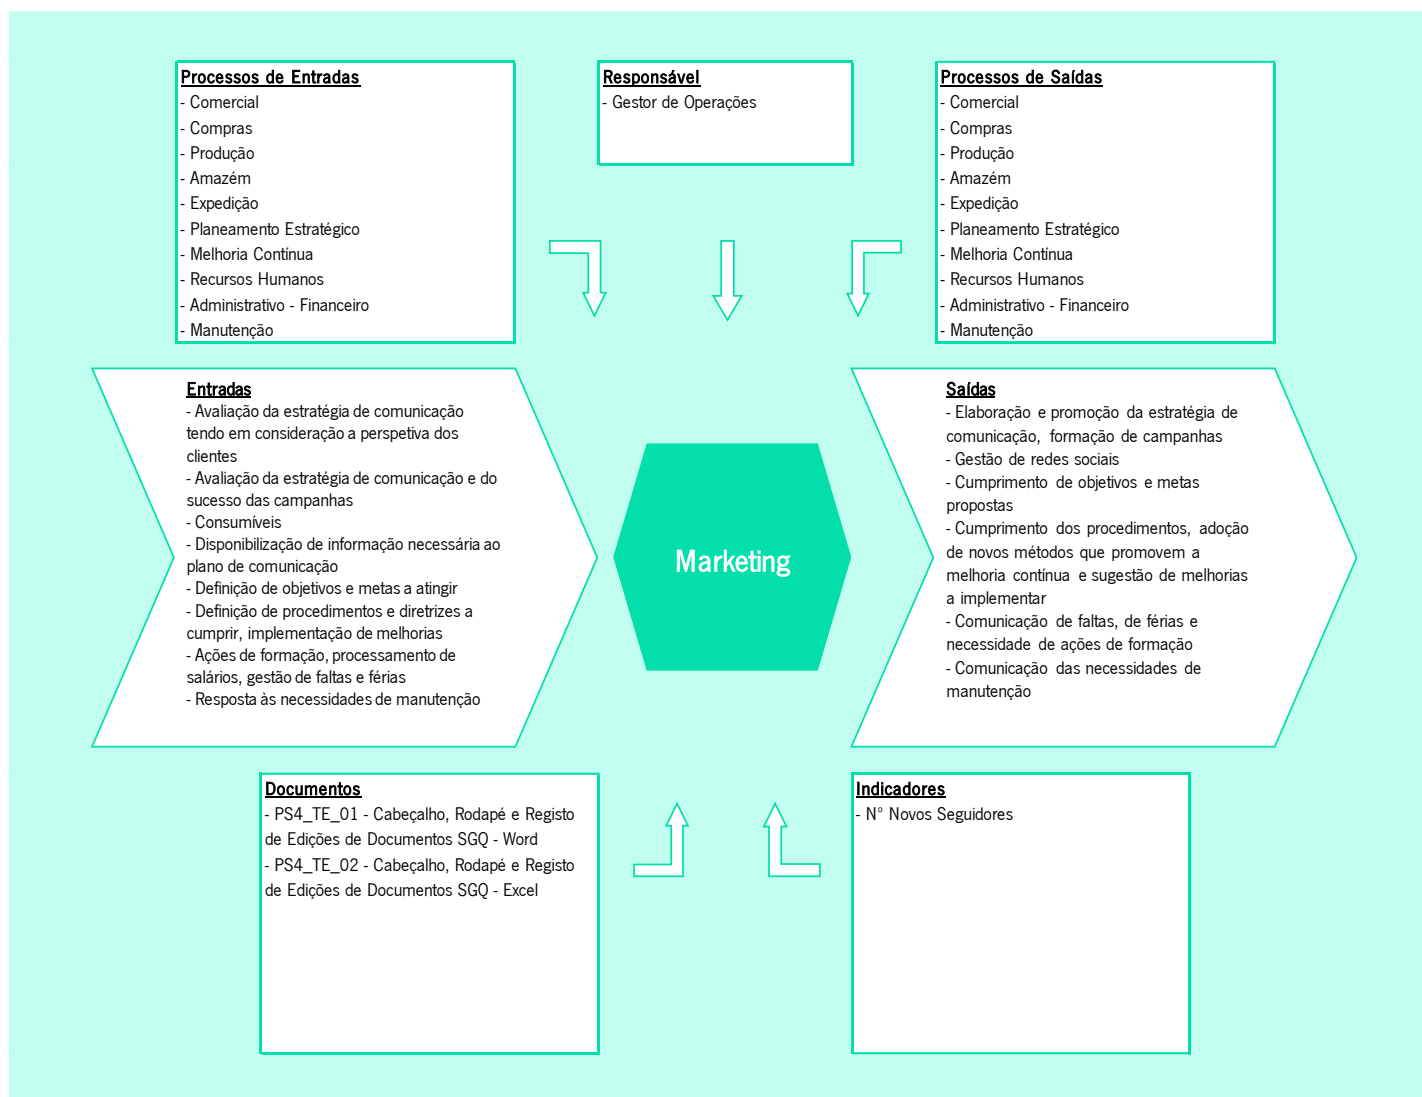 Processos de Entradas
- Comercial
- Compras
- Produção
- Amazém
- Expedição
- Planeamento Estratégico
- Melhoria Contínua
- Recursos Humanos
- Administrativo - Financeiro
- Manutenção
Responsável
- Gestor de Operações
Processos de Saídas
- Comercial
- Compras
- Produção
- Amazém
- Expedição
- Planeamento Estratégico
- Melhoria Contínua
- Recursos Humanos
- Administrativo - Financeiro
- Manutenção
Entradas
- Avaliação da estratégia de comunicação
tendo em consideração a perspetiva dos
clientes
- Avaliação da estratégia de comunicação e do
sucesso das campanhas
- Consumíveis
- Disponibilização de informação necessária ao
plano de comunicação
- Definição de objetivos e metas a atingir
- Definição de procedimentos e diretrizes a
cumprir, implementação de melhorias
- Ações de formação, processamento de
salários, gestão de faltas e férias
- Resposta às necessidades de manutenção
Marketing
Saídas
- Elaboração e promoção da estratégia de
comunicação, formação de campanhas
- Gestão de redes sociais
- Cumprimento de objetivos e metas
propostas
- Cumprimento dos procedimentos, adoção
de novos métodos que promovem a
melhoria contínua e sugestão de melhorias
a implementar
- Comunicação de faltas, de férias e
necessidade de ações de formação
- Comunicação das necessidades de
manutenção
Documentos
- PS4_TE_01 - Cabeçalho, Rodapé e Registo
de Edições de Documentos SGQ - Word
- PS4_TE_02 - Cabeçalho, Rodapé e Registo
de Edições de Documentos SGQ - Excel
Indicadores
- N° Novos Seguidores